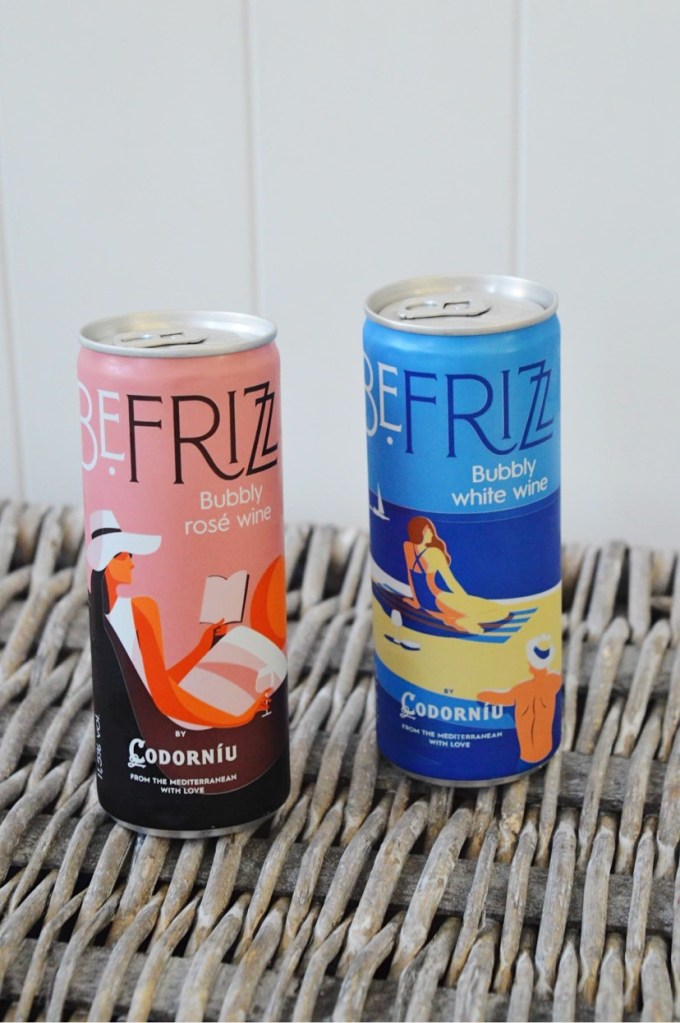 BE.FRIZZ
Bubbly
rosé wine
BY
CODORNÍU
FROM THE MEDITERRANEAN
WITH LOVE
BE.FRIZZ
Bubbly
white wine
BY
CODORNÍU
FROM THE MEDITERRANEAN
WITH LOVE